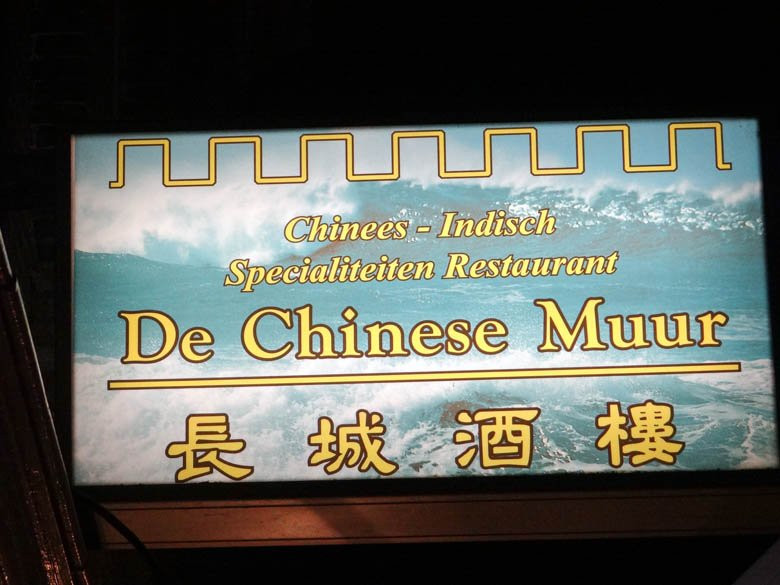 Chinees - Indisch
Specialiteiten Restaurant
De Chinese Muur
長城酒樓